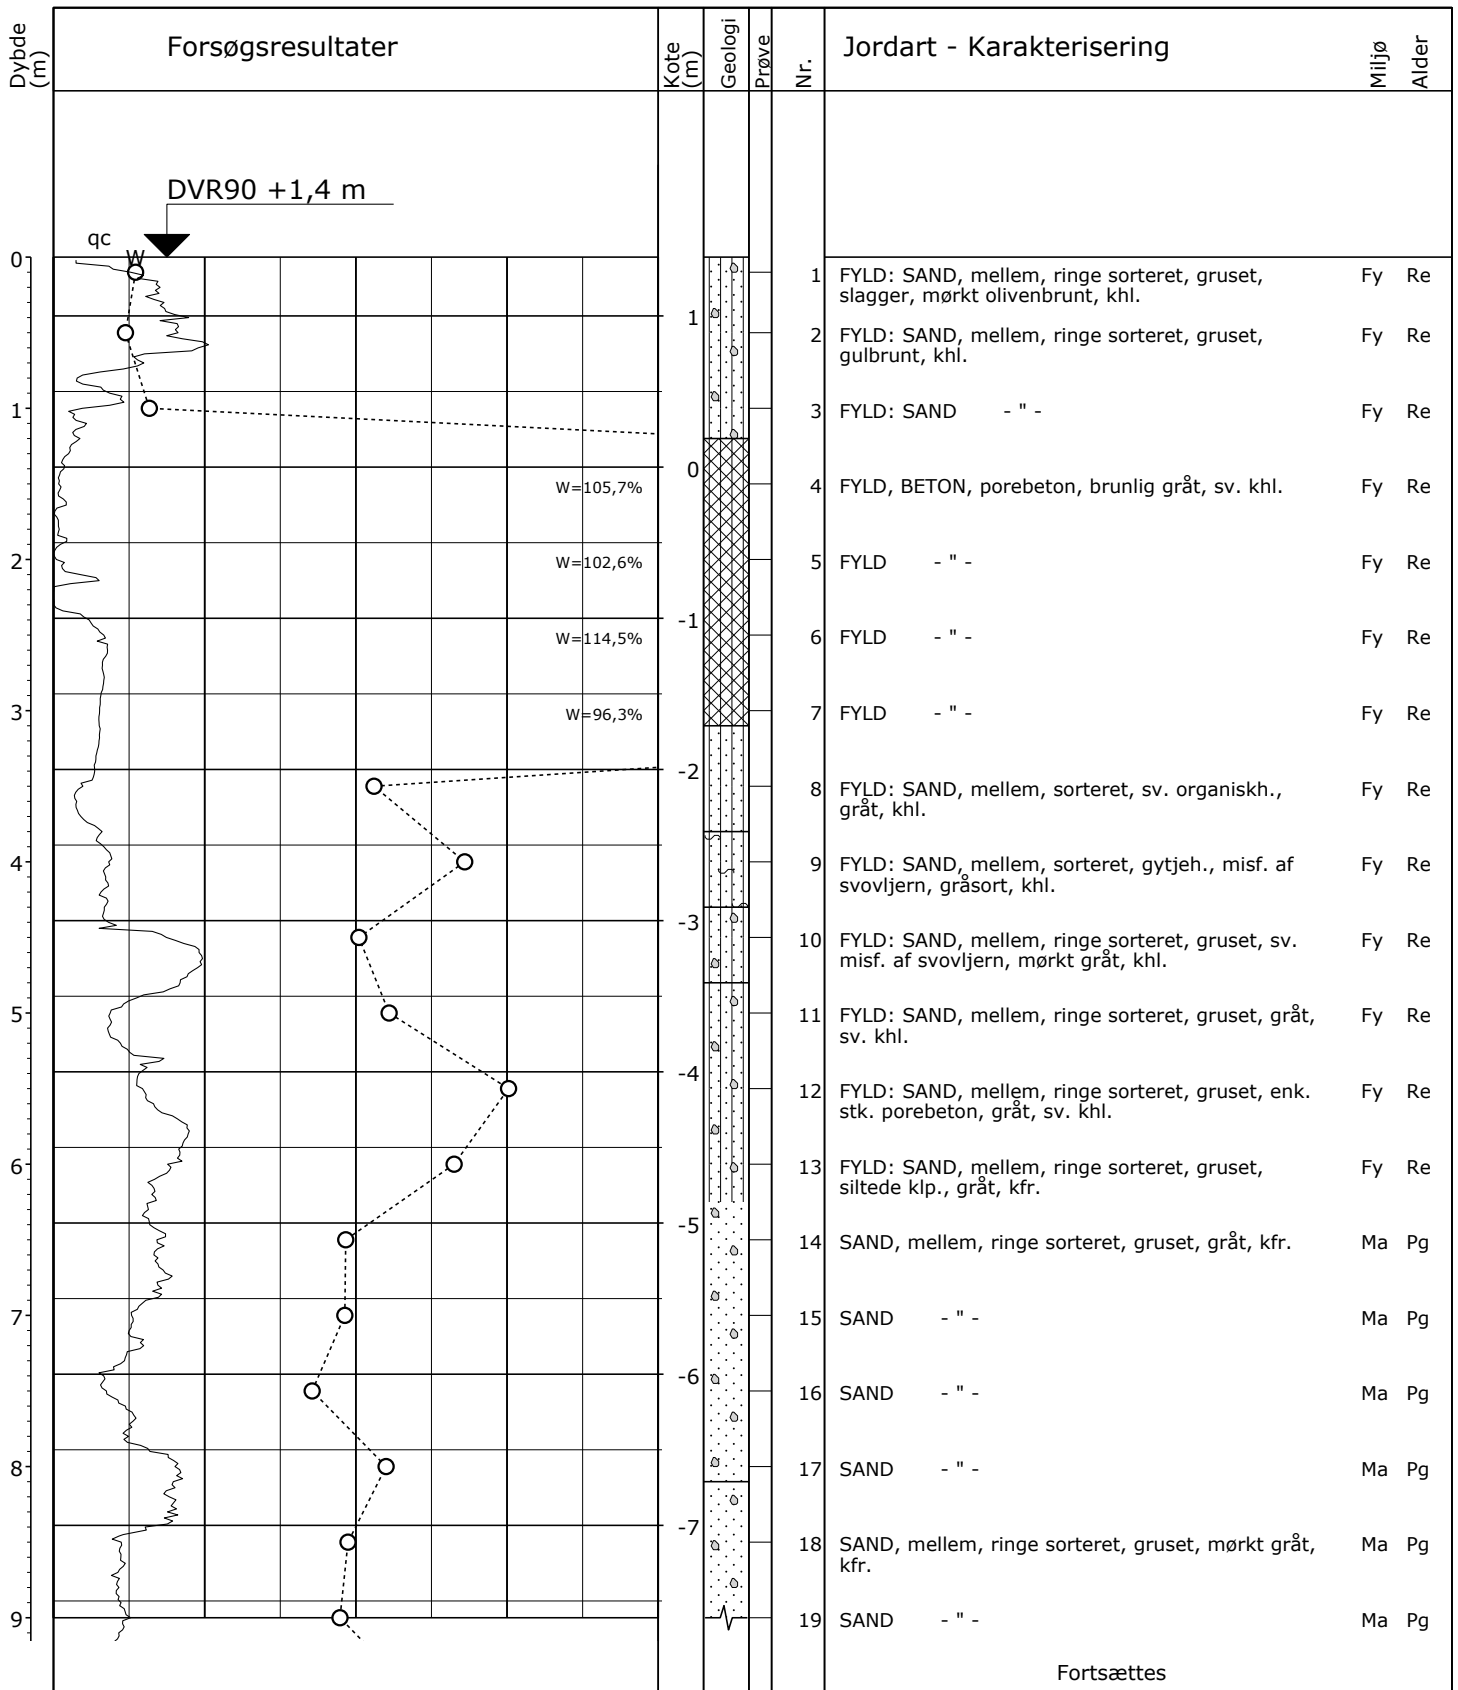 Dybde
(m)
Forsøgsresultater
Kote
(m)
Geologi
Prøve
Nr.
Jordart - Karakterisering
Miljø
Alder
DVR90 +1,4 m
qc
W
0
1 FYLD: SAND, mellem, ringe sorteret, gruset, Fy Re
slagger, mørkt olivenbrunt, khl.
1
2 FYLD: SAND, mellem, ringe sorteret, gruset, Fy Re
gulbrunt, khl.
1
3 FYLD: SAND - " - Fy Re
0
W=105,7%
4 FYLD, BETON, porebeton, brunlig gråt, sv. khl. Fy Re
2
W=102,6%
5 FYLD - " - Fy Re
-1
W=114,5%
6 FYLD - " - Fy Re
3
W=96,3%
7 FYLD - " - Fy Re
-2
8 FYLD: SAND, mellem, sorteret, sv. organiskh., Fy Re
gråt, khl.
4
9 FYLD: SAND, mellem, sorteret, gytjeh., misf. af Fy Re
svovljern, gråsort, khl.
-3
10 FYLD: SAND, mellem, ringe sorteret, gruset, sv. Fy Re
misf. af svovljern, mørkt gråt, khl.
5
11 FYLD: SAND, mellem, ringe sorteret, gruset, gråt, Fy Re
sv. khl.
-4
12 FYLD: SAND, mellem, ringe sorteret, gruset, enk. Fy Re
stk. porebeton, gråt, sv. khl.
6
13 FYLD: SAND, mellem, ringe sorteret, gruset, Fy Re
siltede klp., gråt, kfr.
-5
14 SAND, mellem, ringe sorteret, gruset, gråt, kfr. Ma Pg
7
15 SAND - " - Ma Pg
-6
16 SAND - " - Ma Pg
8
17 SAND - " - Ma Pg
-7
18 SAND, mellem, ringe sorteret, gruset, mørkt gråt, Ma Pg
kfr.
9
19 SAND - " - Ma Pg
Fortsættes